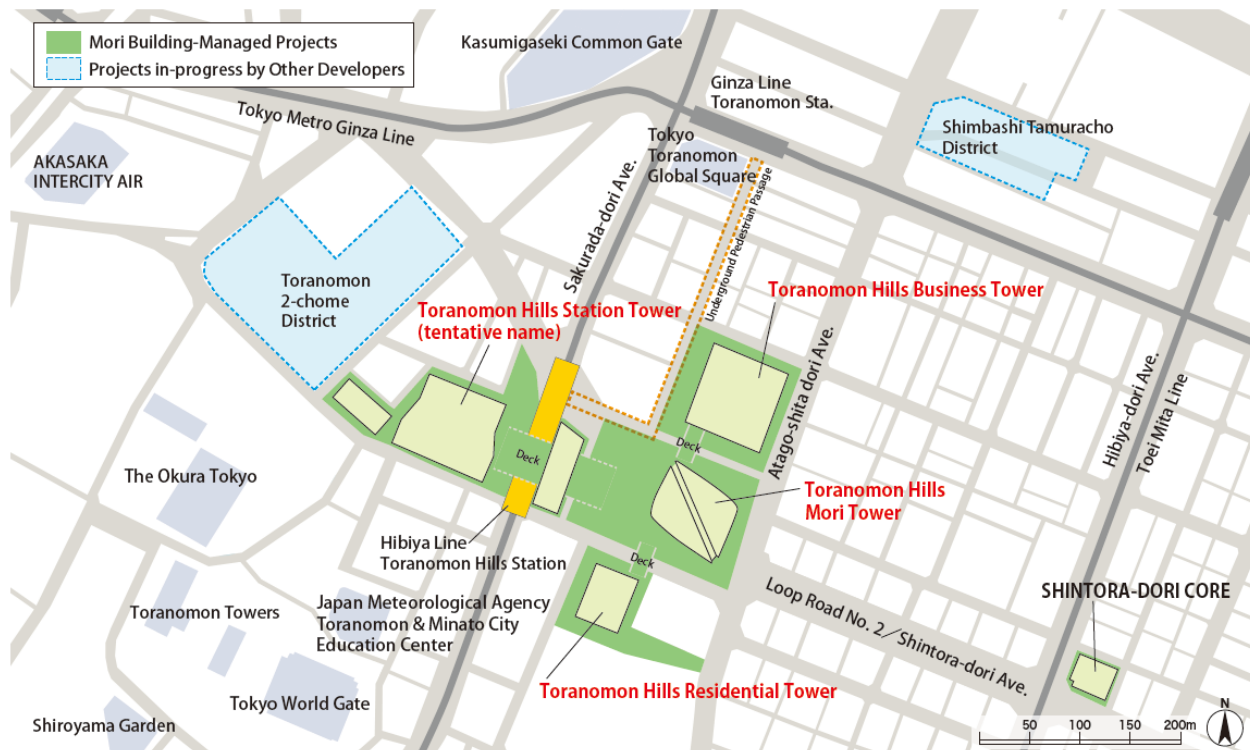 Mori Building-Managed Projects
Projects in-progress by Other Developers
Kasumigaseki Common Gate
Ginza Line
Toranomon Sta.
Tokyo Metro Ginza Line
Tokyo
Toranomon
Global Square
Shimbashi Tamuracho
District
AKASAKA
INTERCITY AIR
Sakurada-dori Ave.
Underground Pedestrian Passage
Toranomon
2-chome
District
Toranomon Hills Station Tower
(tentative name)
Toranomon Hills Business Tower
Atago-shita dori Ave.
Hibiya-dori Ave.
Toei Mita Line
Deck
Deck
The Okura Tokyo
Toranomon Hills
Mori Tower
Hibiya Line
Toranomon Hills Station
Deck
Loop Road No. 2／Shintora-dori Ave.
SHINTORA-DORI CORE
Toranomon Towers
Japan Meteorological Agency
Toranomon & Minato City
Education Center
Toranomon Hills Residential Tower
Tokyo World Gate
Shiroyama Garden
N
50 100 150 200m